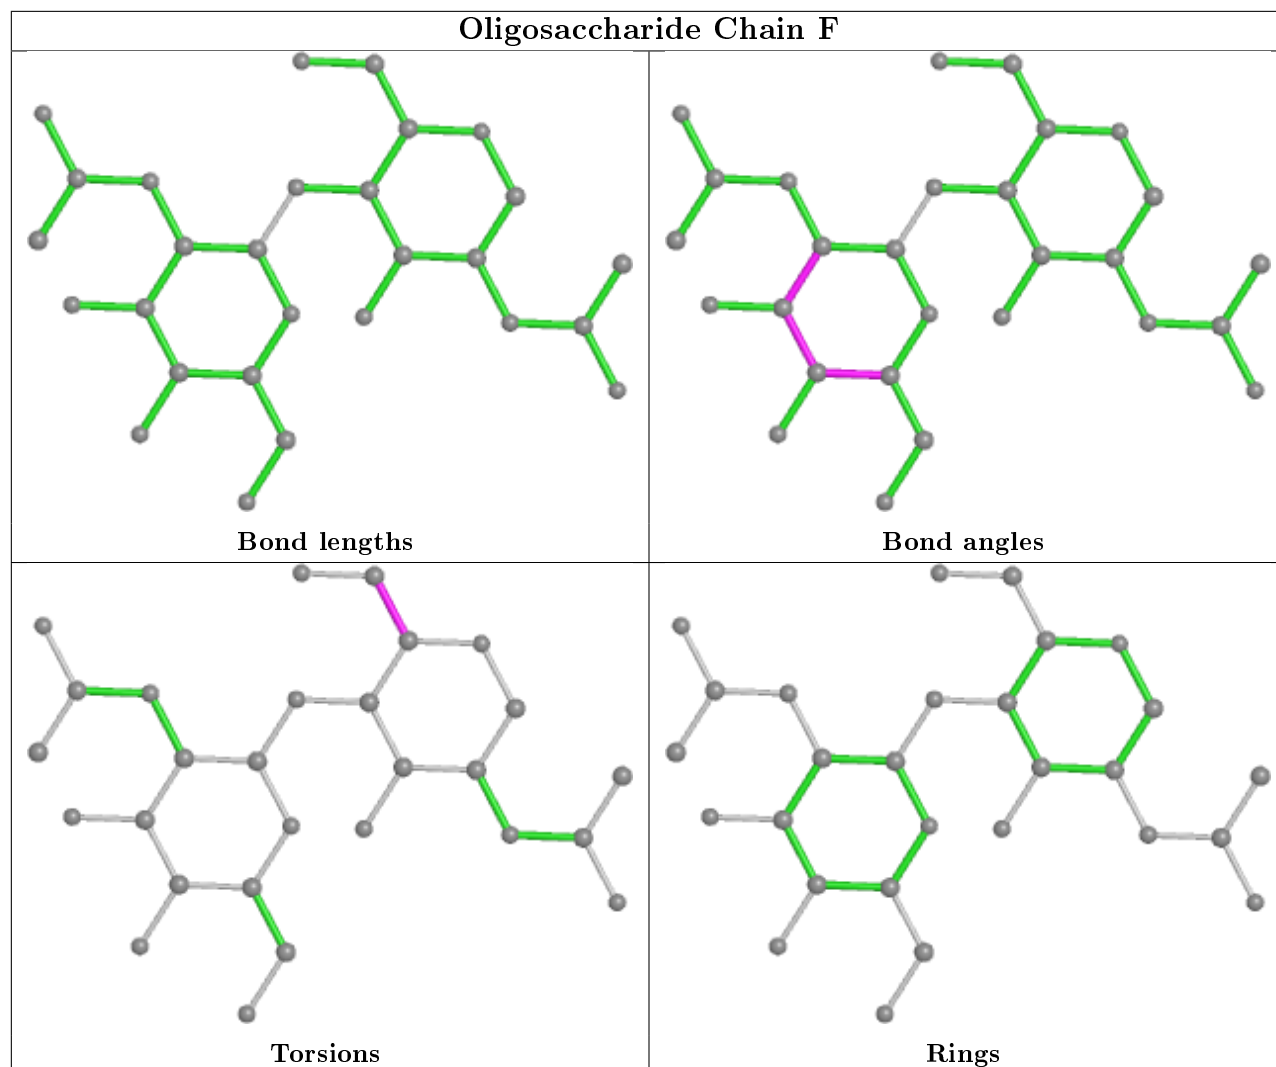 Oligosaccharide Chain F
Bond lengths
Bond angles
Torsions
Rings